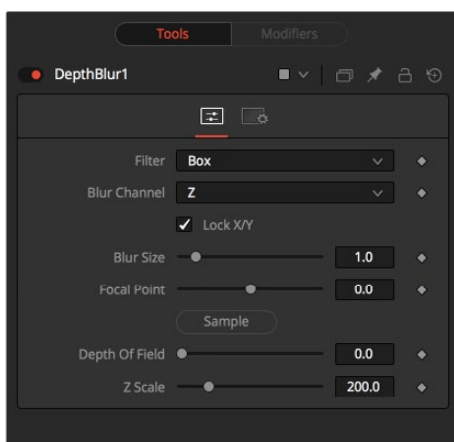 Tools Modifiers
DepthBlur1
Filter Box
Blur Channel Z
Lock X/Y
Blur Size 1.0
Focal Point 0.0
Sample
Depth Of Field 0.0
Z Scale 200.0